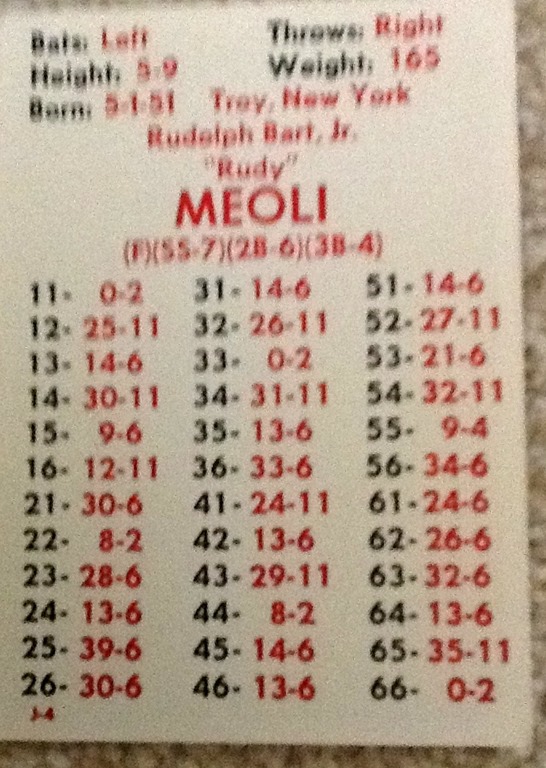 Bats: Left Throws: Right
Height: 5-9 Weight: 165
Born: 5-1-51 Troy, New York
Rudolph Bart, Jr.
"Rudy"
MEOLI
(F)(SS-7)(2B-6)(3B-4)
11- 0-2 31- 14-6 51- 14-6
12- 25-11 32- 26-11 52- 27-11
13- 14-6 33- 0-2 53- 21-6
14- 30-11 34- 31-11 54- 32-11
15- 9-6 35- 13-6 55- 9-4
16- 12-11 36- 33-6 56- 34-6
21- 30-6 41- 24-11 61- 24-6
22- 8-2 42- 13-6 62- 26-6
23- 28-6 43- 29-11 63- 32-6
24- 13-6 44- 8-2 64- 13-6
25- 39-6 45- 14-6 65- 35-11
26- 30-6 46- 13-6 66- 0-2
J-4